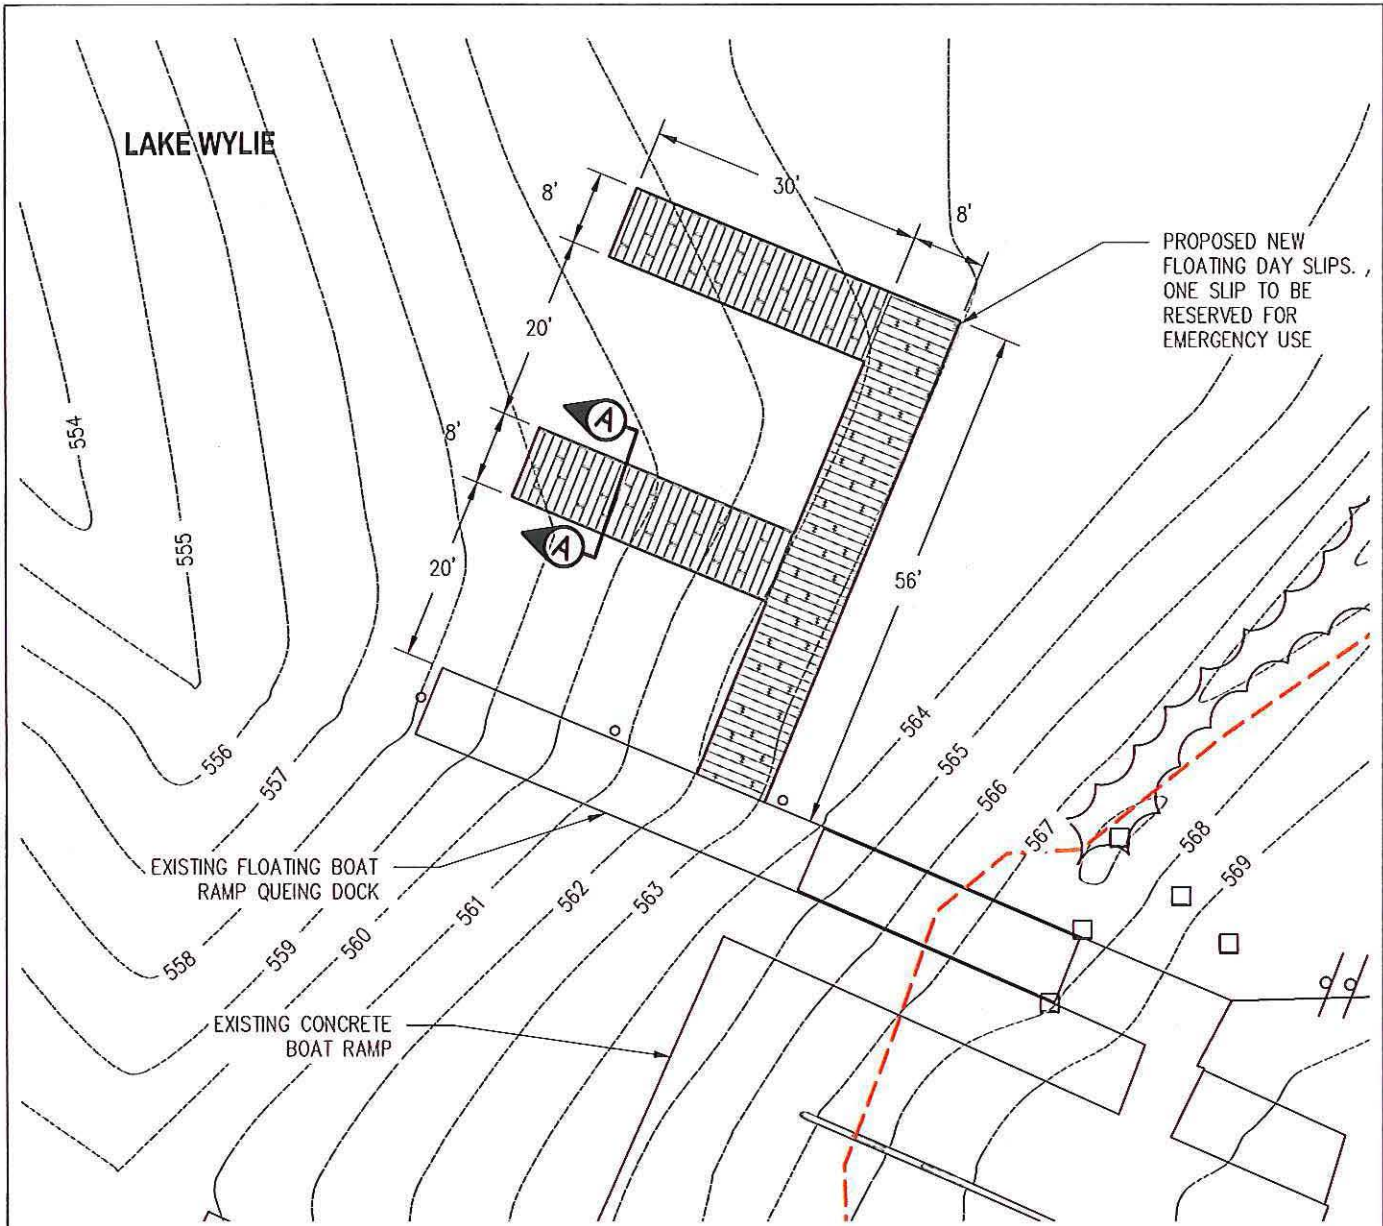 LAKE WYLIE
30'
8'
8'
PROPOSED NEW
FLOATING DAY SLIPS.,
ONE SLIP TO BE
RESERVED FOR
EMERGENCY USE
20'
A
8'
A
20'
56'
554
555
556
557
558
559
560
561
562
563
564
565
566
567
568
569
EXISTING FLOATING BOAT
RAMP QUEING DOCK
EXISTING CONCRETE
BOAT RAMP